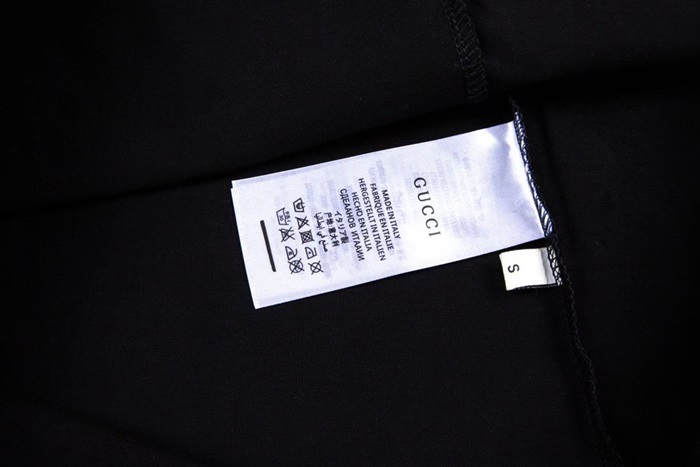 GUCCI
MADE IN ITALY
FABRIQUÉ EN ITALIE
HERGESTELLT IN ITALIEN
HECHO EN ITALIA
СДЕЛАНО В ИТАЛИИ
イタリア製
S